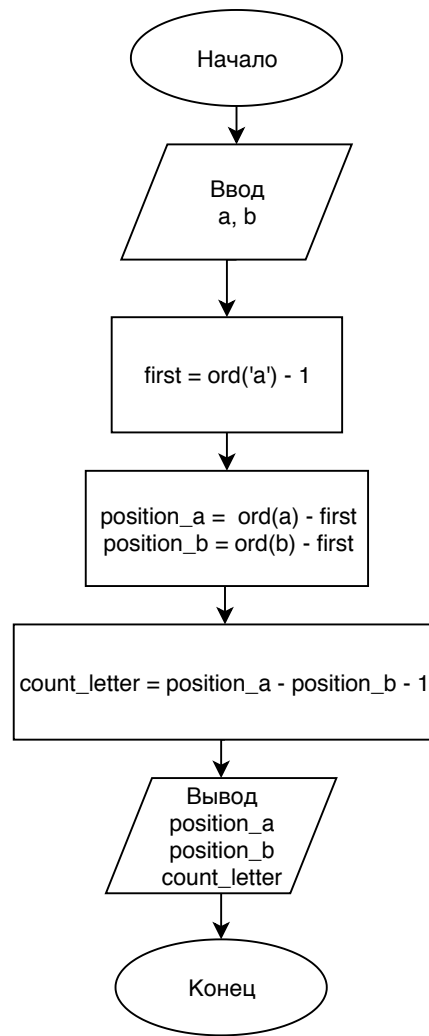 Начало
Ввод
a, b
first = ord('a') - 1
position_a = ord(a) - first
position_b = ord(b) - first
count_letter = position_a - position_b - 1
Вывод
position_a
position_b
count_letter
Конец